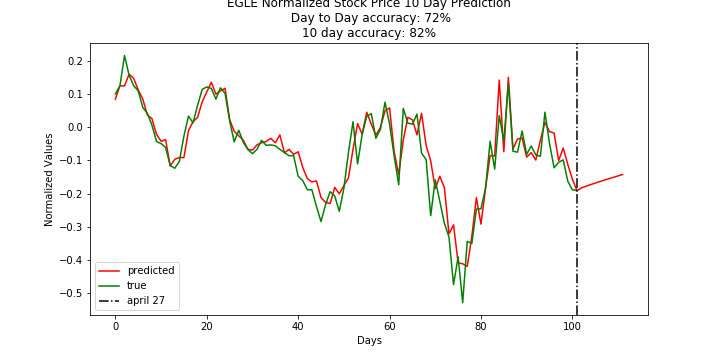 EGLE Normalized Stock Price 10 Day Prediction
Day to Day accuracy: 72%
10 day accuracy: 82%
Normalized Values
0.2
0.1
0.0
−0.1
−0.2
−0.3
−0.4
−0.5
predicted
true
april 27
0 20 40 60 80 100
Days